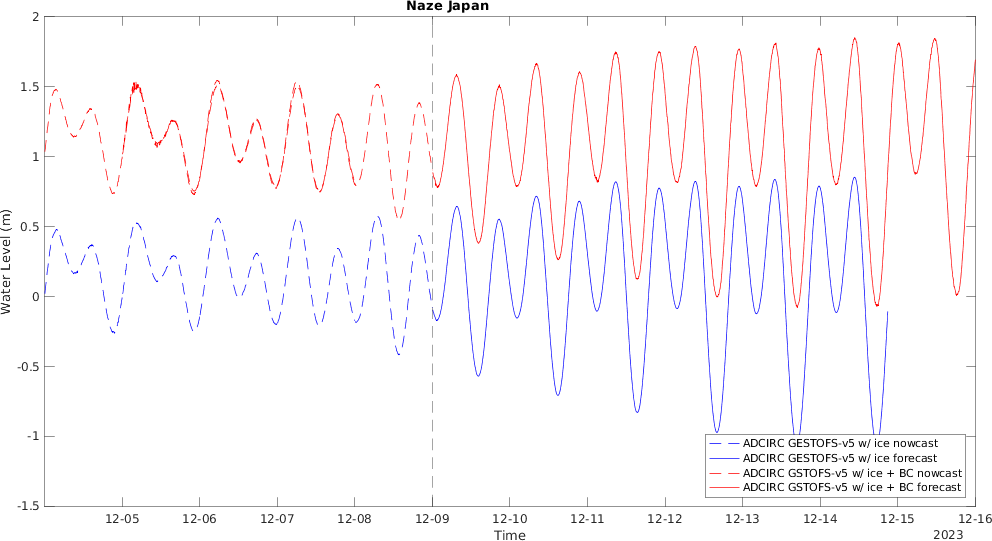 Naze Japan
2
1.5
1
0.5
0
-0.5
-1
-1.5
Water Level (m)
ADCIRC GESTOFS-v5 w/ ice nowcast
ADCIRC GESTOFS-v5 w/ ice forecast
ADCIRC GSTOFS-v5 w/ ice + BC nowcast
ADCIRC GSTOFS-v5 w/ ice + BC forecast
12-05 12-06 12-07 12-08 12-09 12-10 12-11 12-12 12-13 12-14 12-15 12-16
Time
2023